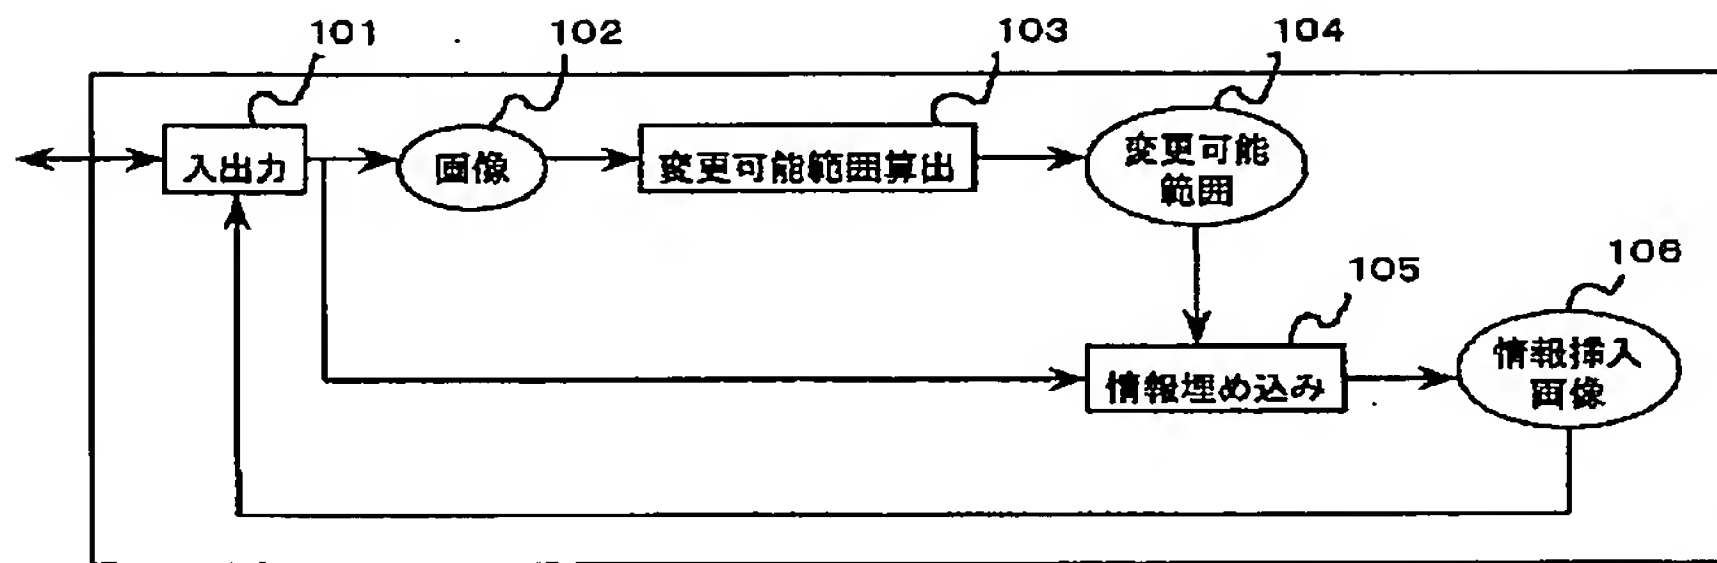 101
102
103
104
入出力
画像
変更可能範囲算出
変更可能
範囲
105
106
情報埋め込み
情報挿入
画像